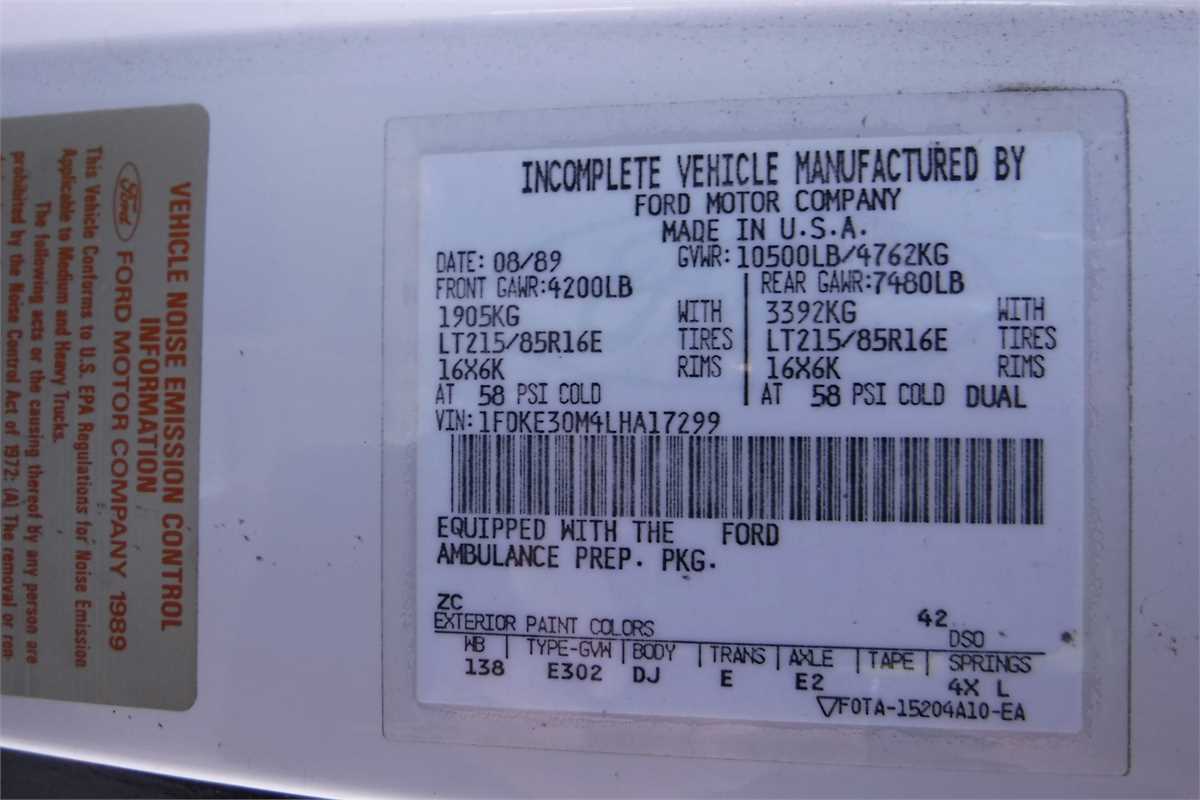 VEHICLE NOISE EMISSION CONTROL
INFORMATION
Ford FORD MOTOR COMPANY 1989
This Vehicle Conforms to U.S. EPA Regulations for Noise Emission
Applicable to Medium and Heavy Trucks.
The following acts or the causing thereof by any person are
prohibited by the Noise Control Act of 1972: (A) The removal or ren-
INCOMPLETE VEHICLE MANUFACTURED BY
FORD MOTOR COMPANY
MADE IN U.S.A.
DATE: 08/89 GVWR: 10500LB/4762KG
FRONT GAWR: 4200LB REAR GAWR: 7480LB
1905KG WITH 3392KG WITH
LT215/85R16E TIRES LT215/85R16E TIRES
16X6K RIMS 16X6K RIMS
AT 58 PSI COLD AT 58 PSI COLD DUAL
VIN: 1FDKE30M4LHA17299
EQUIPPED WITH THE FORD
AMBULANCE PREP. PKG.
ZC 42
EXTERIOR PAINT COLORS DSO
WB TYPE-GVW BODY TRANS AXLE TAPE SPRINGS
138 E302 DJ E E2 4X L
▽F0TA-15204A10-EA